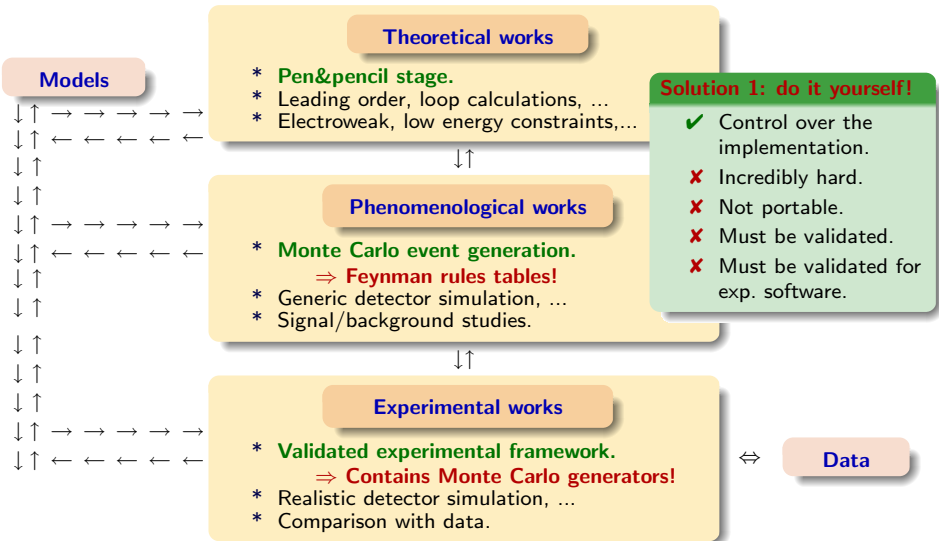 Theoretical works
* Pen&pencil stage.
* Leading order, loop calculations, ...
* Electroweak, low energy constraints,...
Models
↓↑ → → → → →
↓↑ ← ← ← ← ←
↓↑
↓↑
↓↑ → → → → →
↓↑ ← ← ← ← ←
↓↑
↓↑
↓↑
↓↑
↓↑ → → → → →
↓↑ ← ← ← ← ←
Solution 1: do it yourself!
✔ Control over the
implementation.
✘ Incredibly hard.
✘ Not portable.
✘ Must be validated.
✘ Must be validated for
exp. software.
↓↑
Phenomenological works
* Monte Carlo event generation.
⇒ Feynman rules tables!
* Generic detector simulation, ...
* Signal/background studies.
↓↑
Experimental works
* Validated experimental framework.
⇒ Contains Monte Carlo generators!
* Realistic detector simulation, ...
* Comparison with data.
⇔
Data